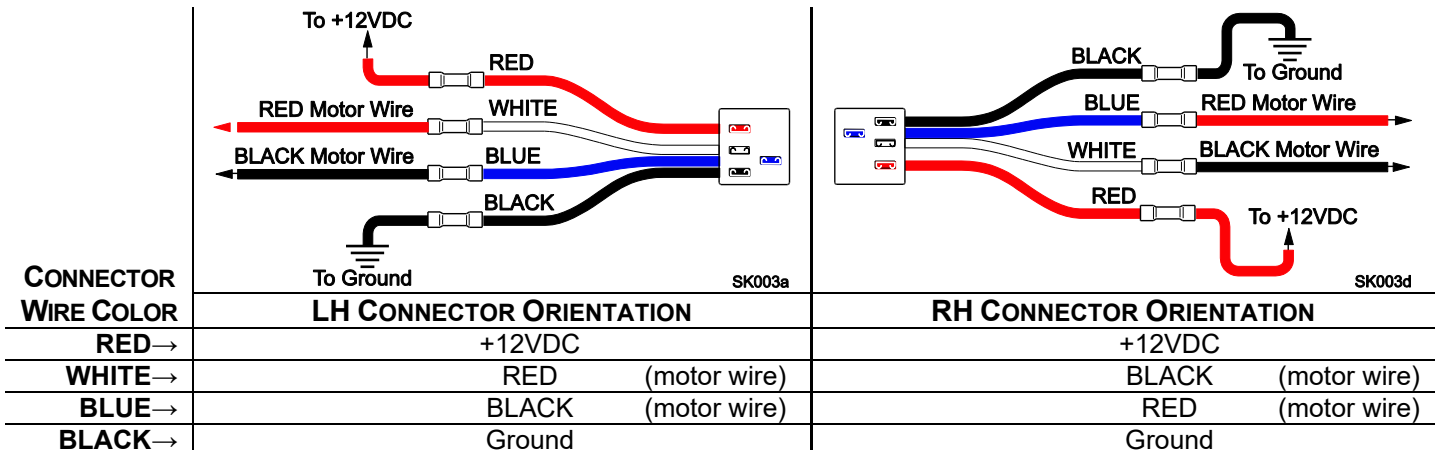 To +12VDC
RED
RED Motor Wire
WHITE
BLACK Motor Wire
BLUE
BLACK
To Ground
SK003a
BLACK
To Ground
BLUE
RED Motor Wire
WHITE
BLACK Motor Wire
RED
To +12VDC
SK003d
CONNECTOR
WIRE COLOR LH CONNECTOR ORIENTATION RH CONNECTOR ORIENTATION
RED→ +12VDC +12VDC
WHITE→ RED (motor wire) BLACK (motor wire)
BLUE→ BLACK (motor wire) RED (motor wire)
BLACK→ Ground Ground